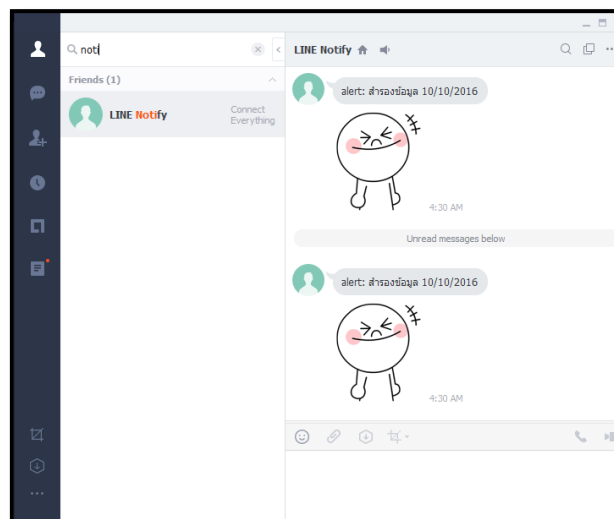 noti
LINE Notify
Friends (1)
LINE Notify
Connect
Everything
alert: สำรองข้อมูล 10/10/2016
4:30 AM
Unread messages below
alert: สำรองข้อมูล 10/10/2016
4:30 AM